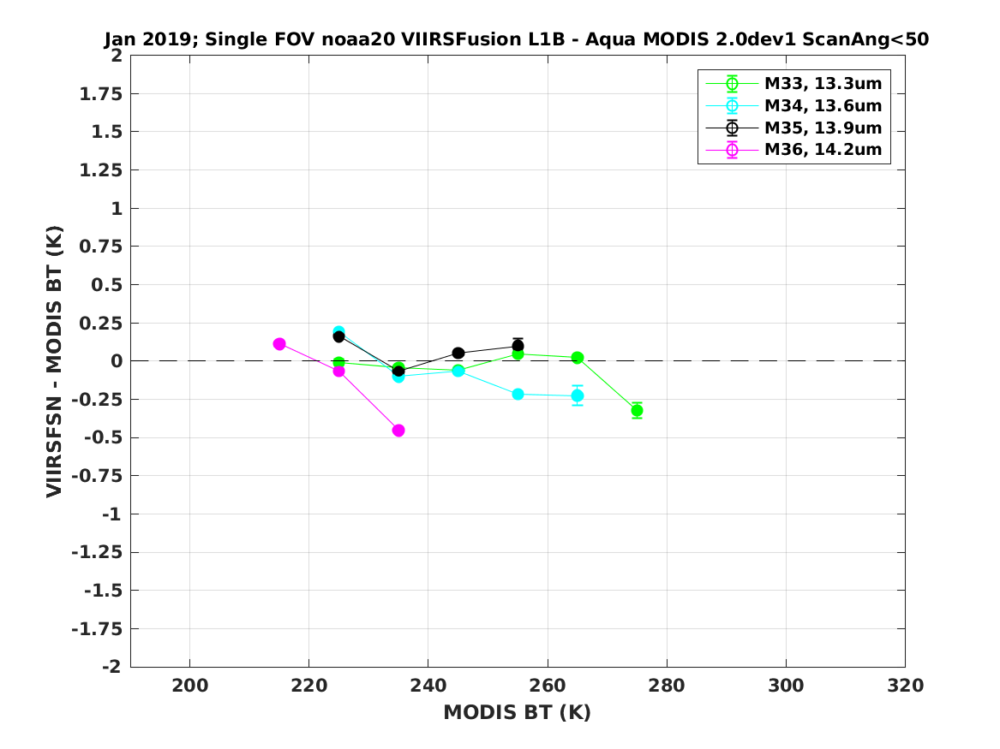 Jan 2019; Single FOV noaa20 VIIRSFusion L1B - Aqua MODIS 2.0dev1 ScanAng<50
2
1.75
1.5
1.25
1
0.75
0.5
0.25
0
-0.25
-0.5
-0.75
-1
-1.25
-1.5
-1.75
-2
VIIRSFSN - MODIS BT (K)
M33, 13.3um
M34, 13.6um
M35, 13.9um
M36, 14.2um
200 220 240 260 280 300 320
MODIS BT (K)